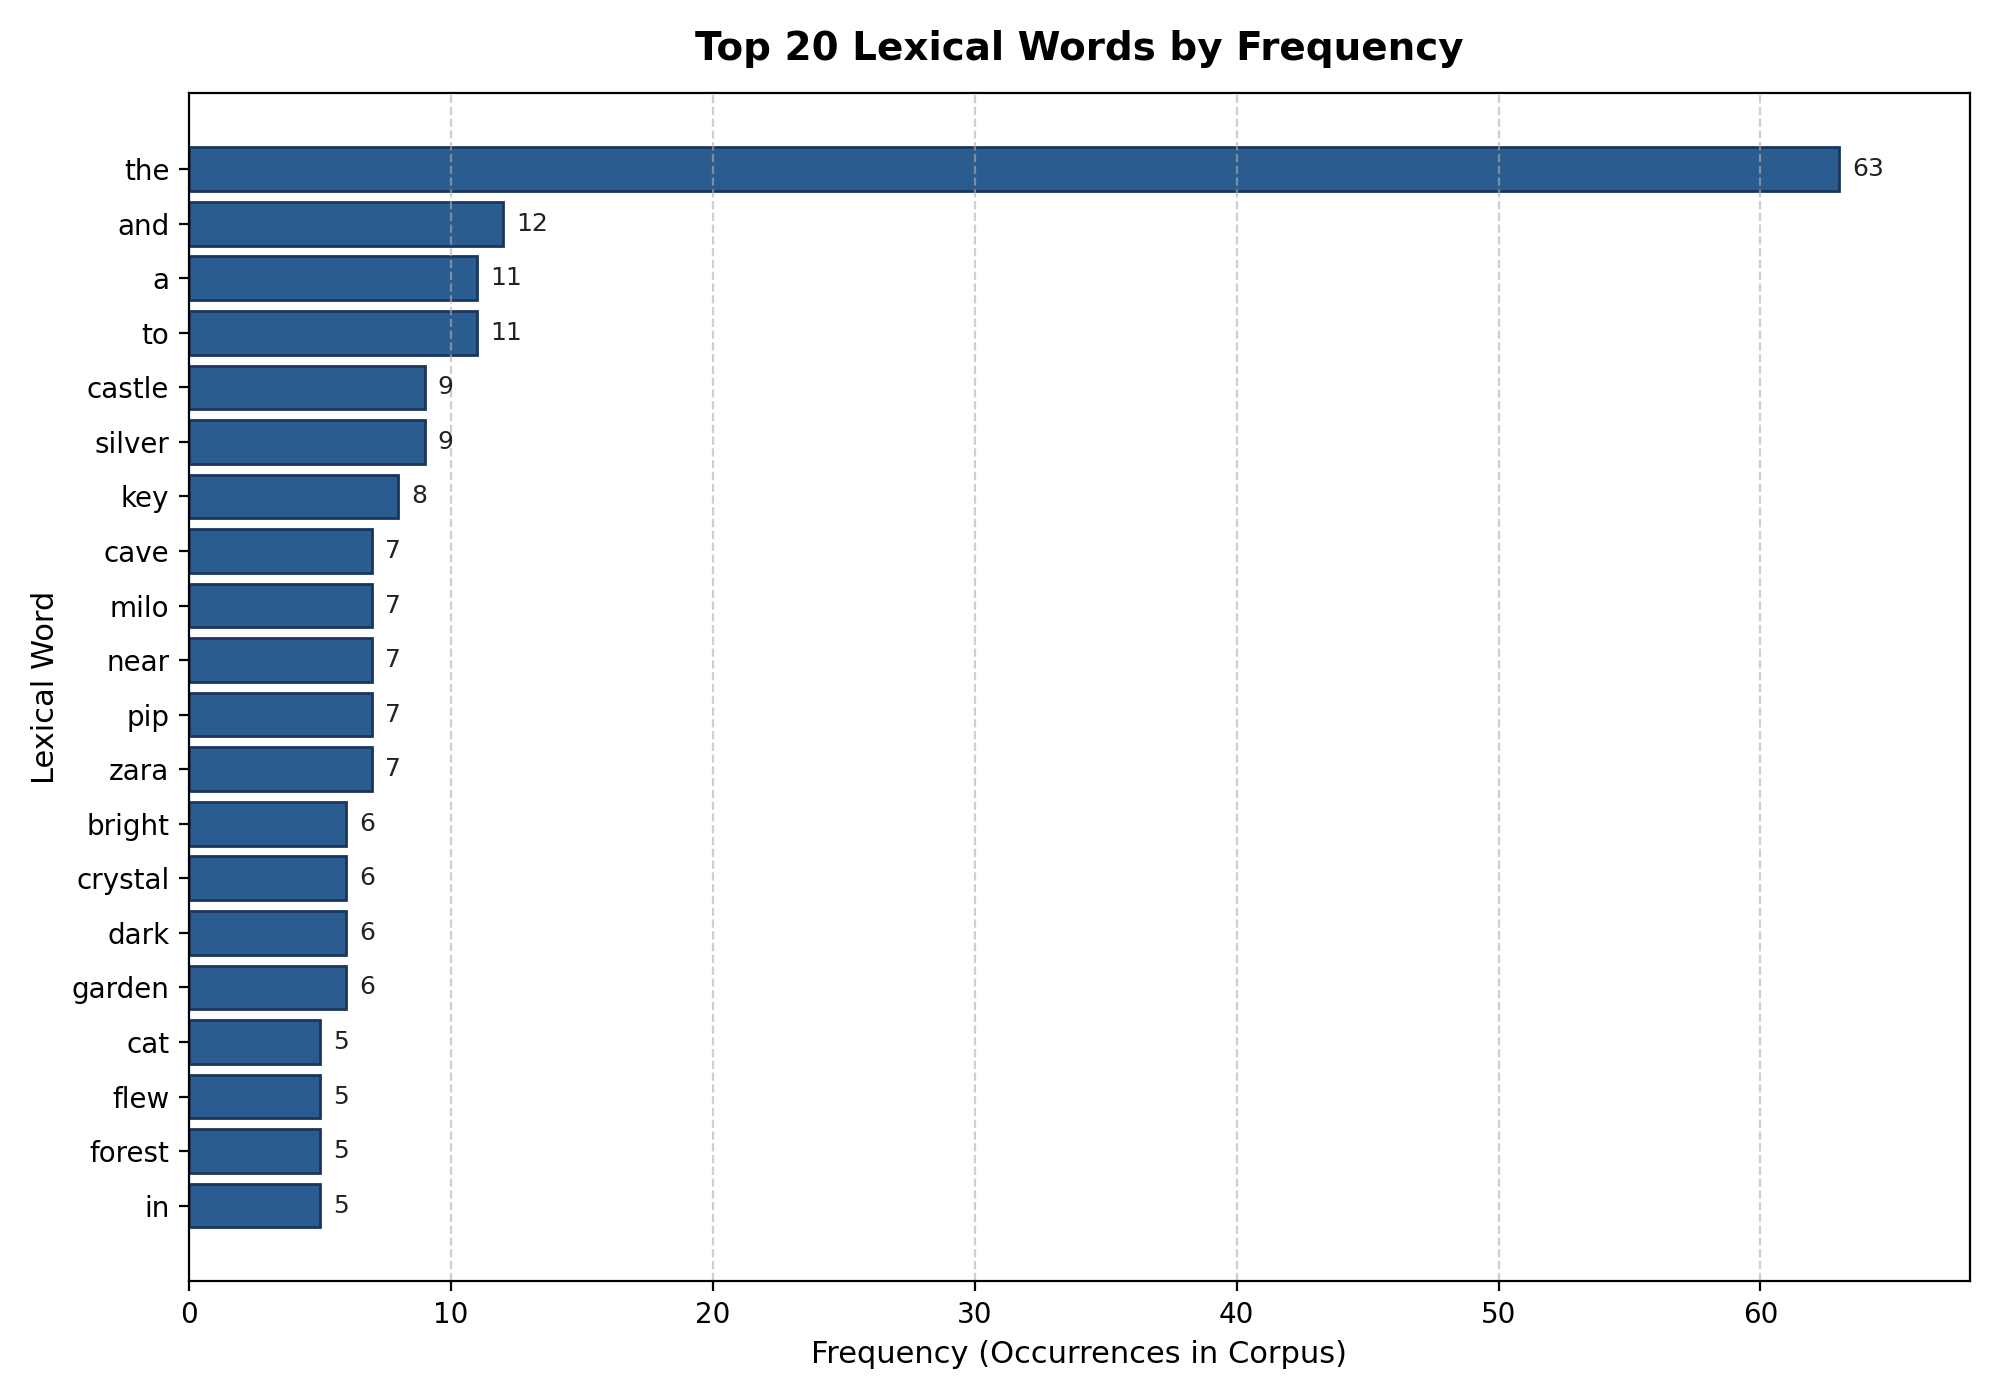 Top 20 Lexical Words by Frequency
the 63
and 12
a 11
to 11
castle 9
silver 9
key 8
cave 7
milo 7
near 7
pip 7
zara 7
bright 6
crystal 6
dark 6
garden 6
cat 5
flew 5
forest 5
in 5
Lexical Word
0 10 20 30 40 50 60
Frequency (Occurrences in Corpus)